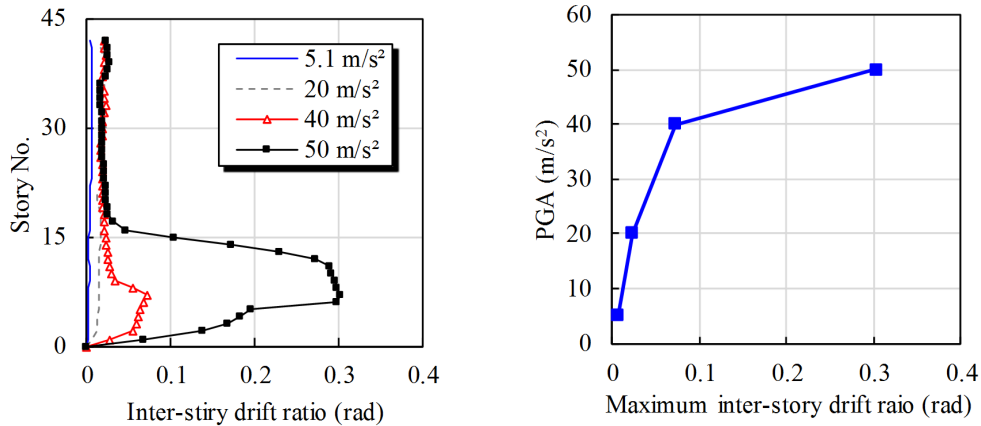 45
30
15
0
Story No.
5.1 m/s²
20 m/s²
40 m/s²
50 m/s²
0 0.1 0.2 0.3 0.4
Inter-stiry drift ratio (rad)
60
50
40
30
20
10
0
PGA (m/s²)
0 0.1 0.2 0.3 0.4
Maximum inter-story drift raio (rad)